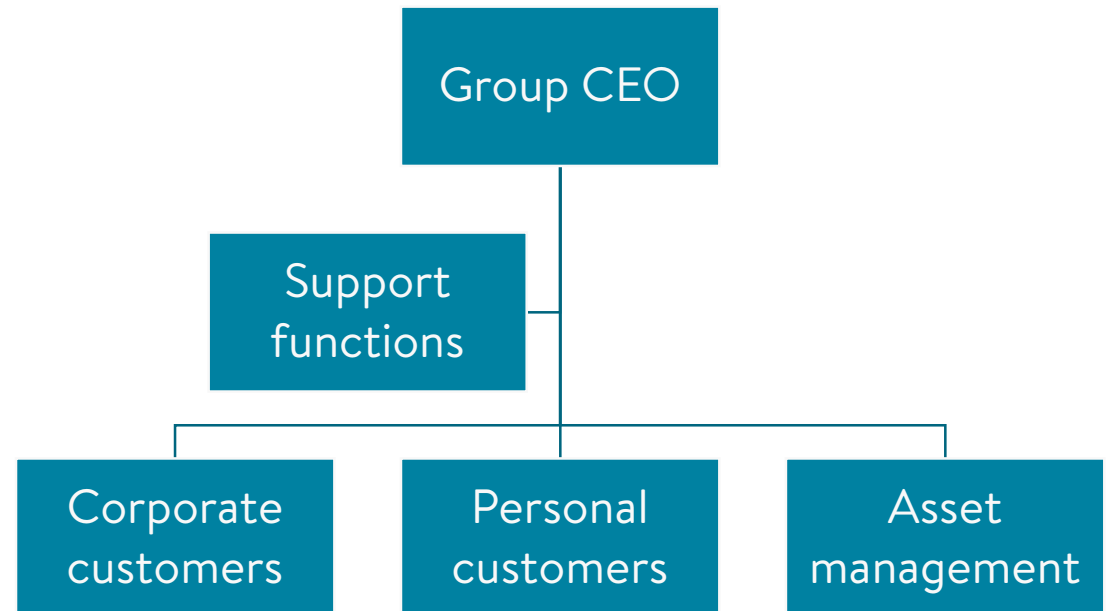 Group CEO
Support
functions
Corporate
customers
Personal
customers
Asset
management